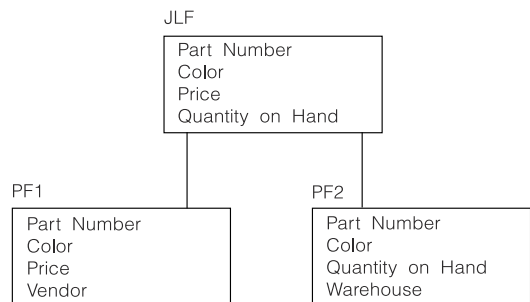 JLF
Part Number
Color
Price
Quantity on Hand
PF1
Part Number
Color
Price
Vendor
PF2
Part Number
Color
Quantity on Hand
Warehouse